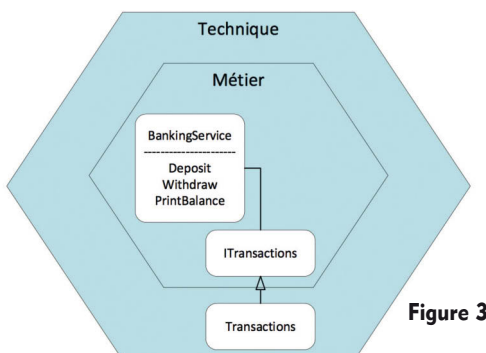 Technique
Métier
BankingService
----------------------
Deposit
Withdraw
PrintBalance
ITransactions
Transactions
Figure 3